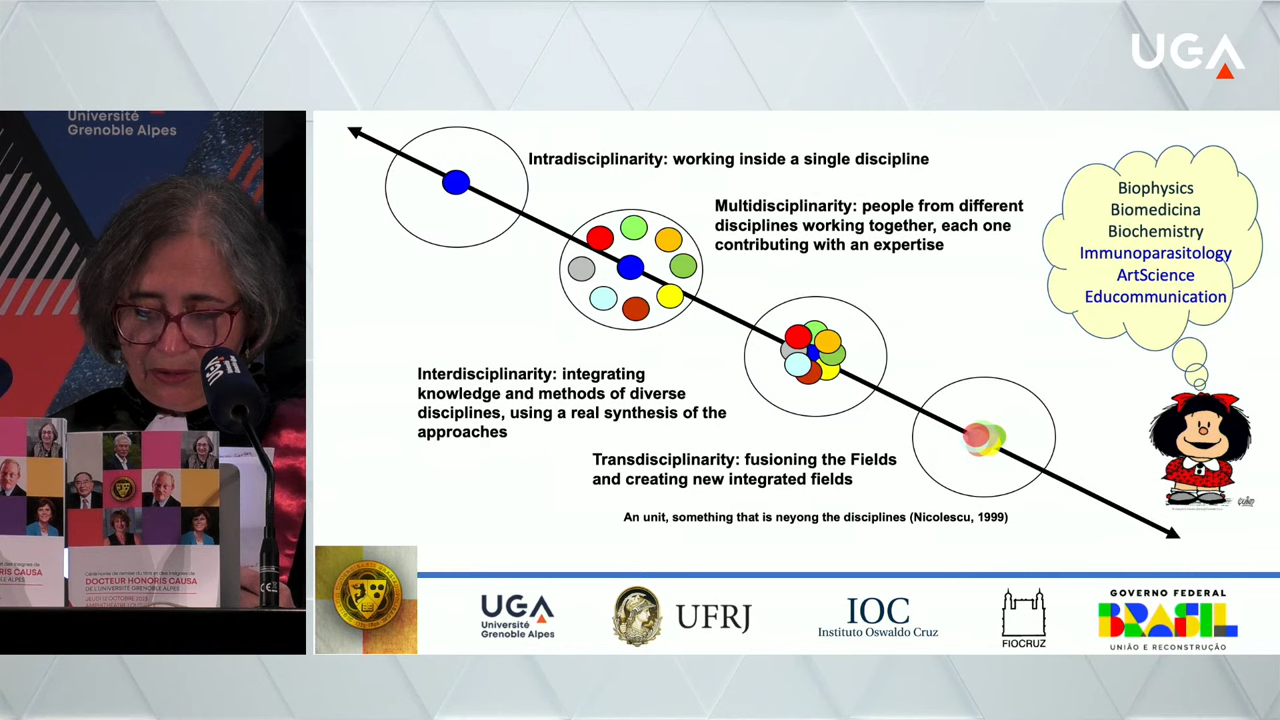 UGA
Université
Grenoble Alpes
Intradisciplinarity: working inside a single discipline
Multidisciplinarity: people from different
disciplines working together, each one
contributing with an expertise
Interdisciplinarity: integrating
knowledge and methods of diverse
disciplines, using a real synthesis of the
approaches
Transdisciplinarity: fusioning the Fields
and creating new integrated fields
An unit, something that is neyong the disciplines (Nicolescu, 1999)
Biophysics
Biomedicina
Biochemistry
Immunoparasitology
ArtScience
Educommunication
UGA
RIS CAUSA
DOCTEUR HONORIS CAUSA
DE L'UNIVERSITÉ GRENOBLE ALPES
UGA
Université
Grenoble Alpes
UFRJ
IOC
Instituto Oswaldo Cruz
FIOCRUZ
GOVERNO FEDERAL
BRASIL
UNIÃO E RECONSTRUÇÃO